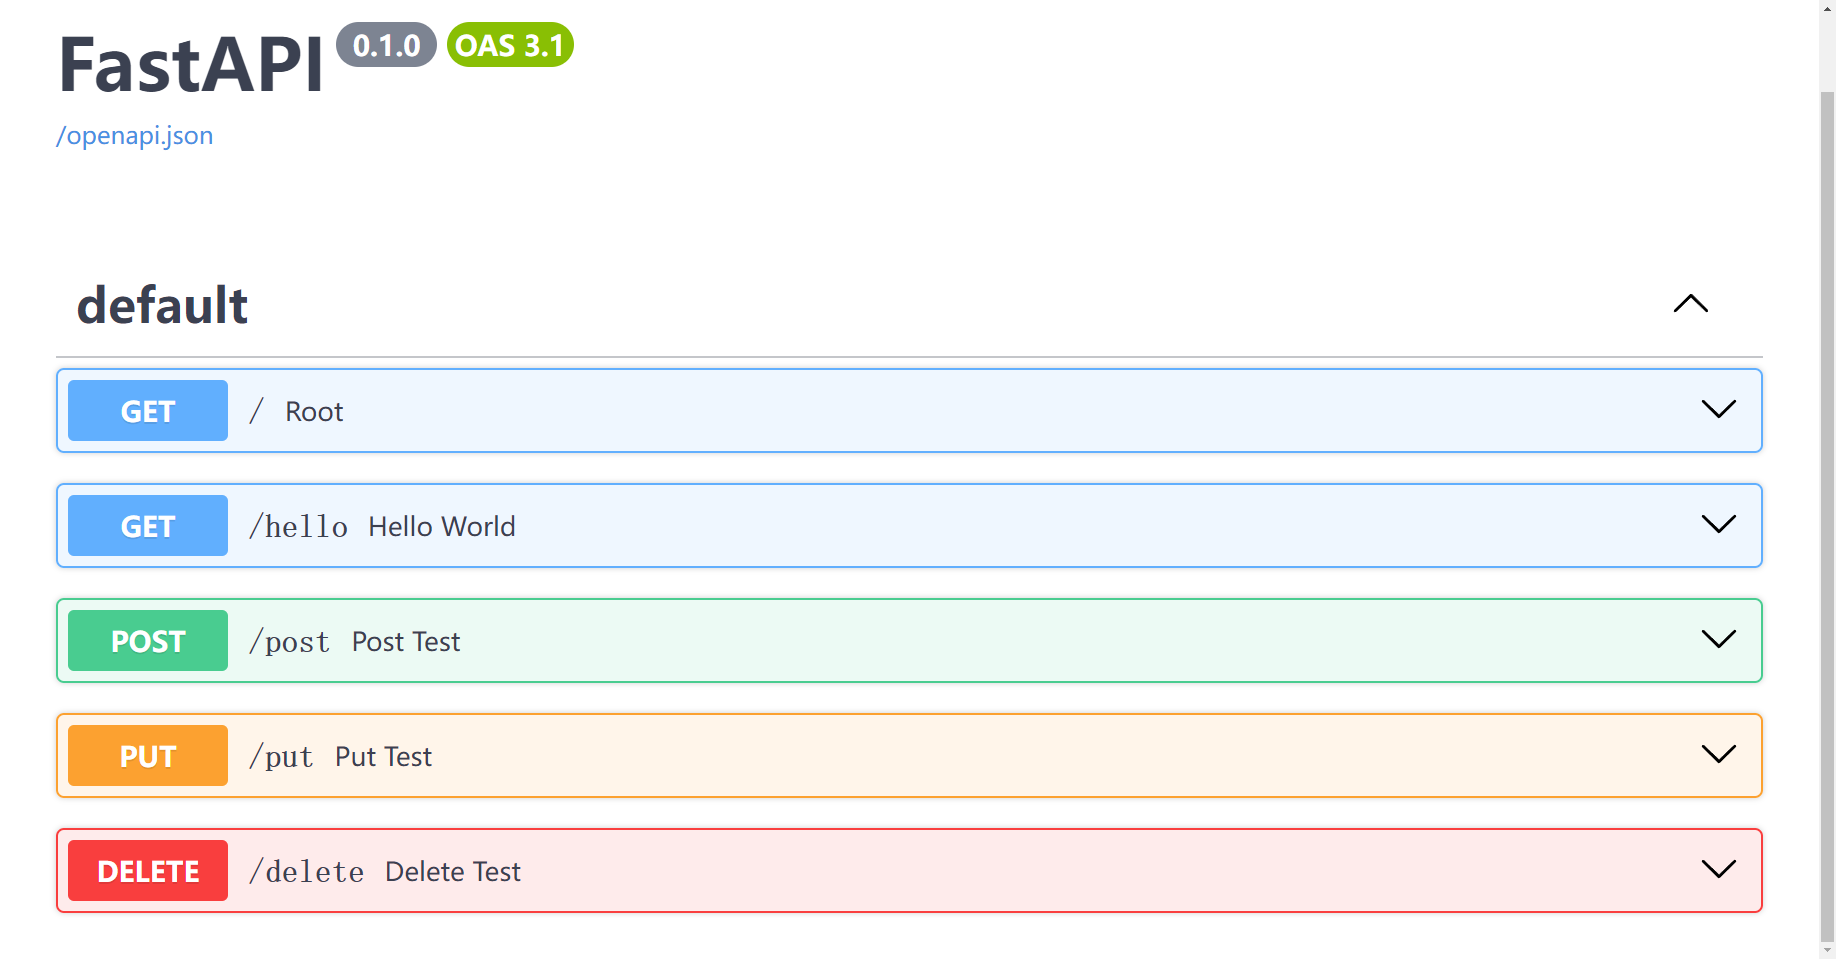 FastAPI 0.1.0 OAS 3.1
/openapi.json
default
GET / Root
GET /hello Hello World
POST /post Post Test
PUT /put Put Test
DELETE /delete Delete Test